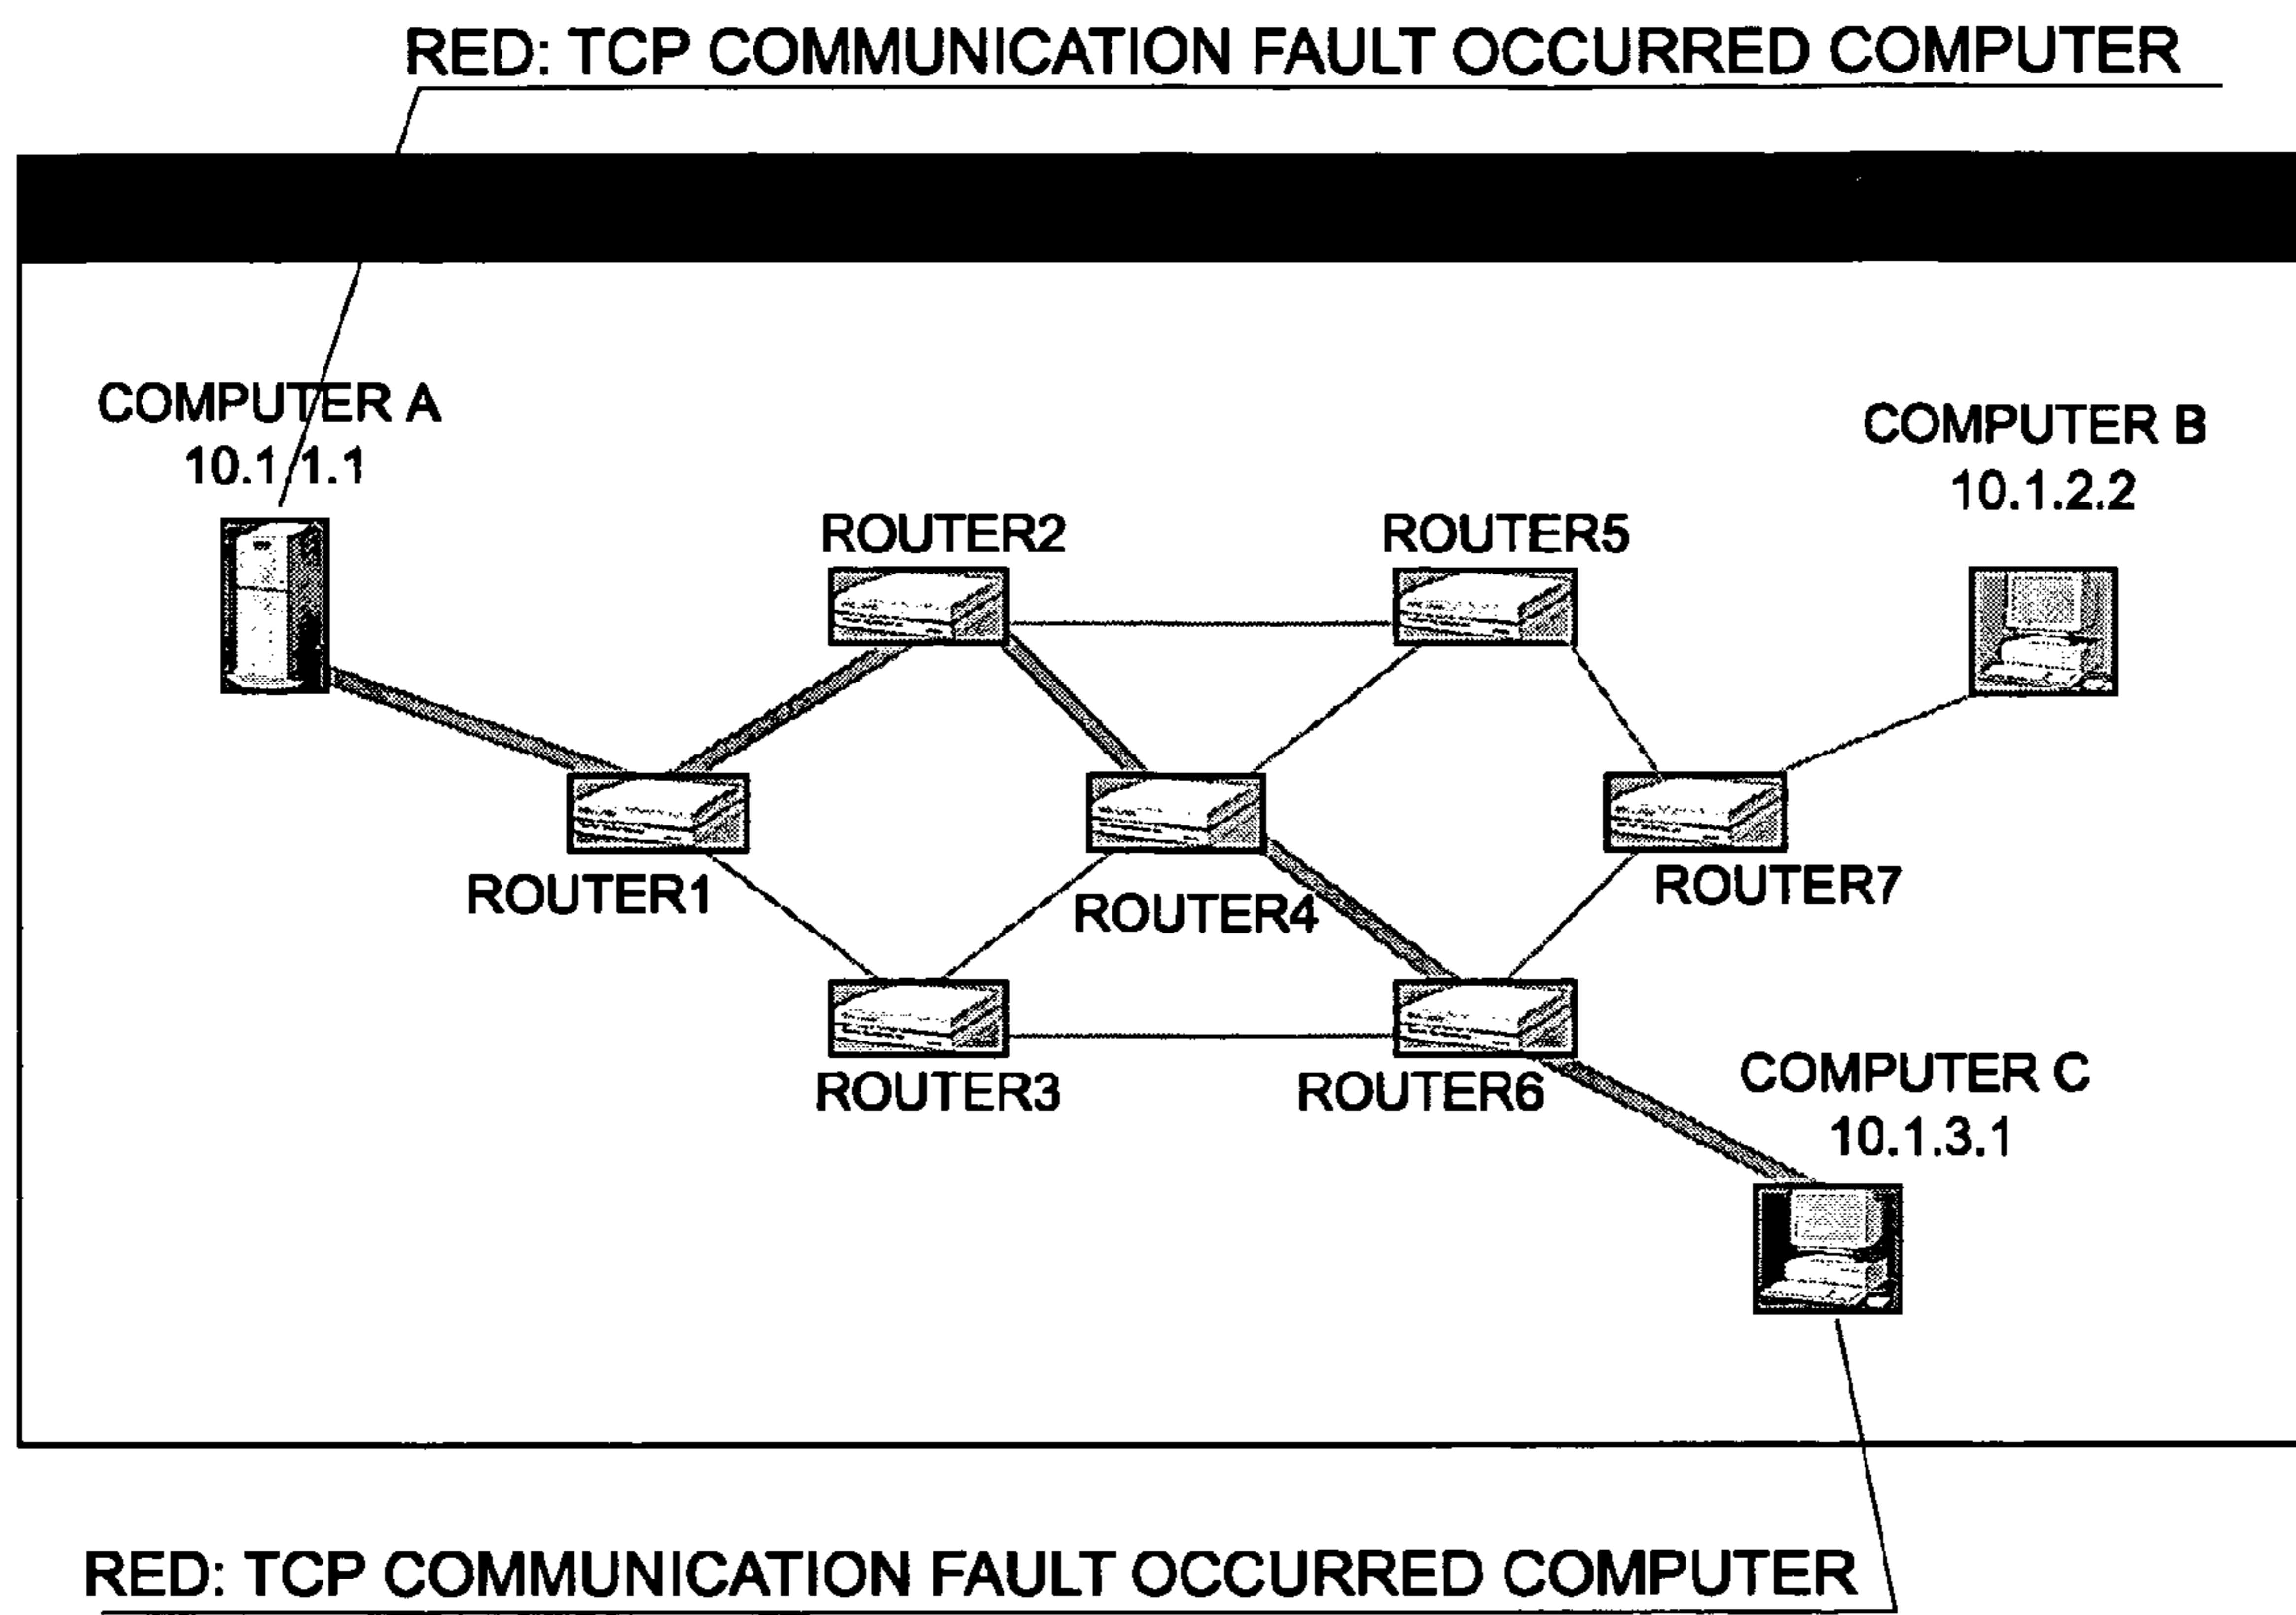 RED: TCP COMMUNICATION FAULT OCCURRED COMPUTER
COMPUTER A
10.1.1.1
COMPUTER B
10.1.2.2
ROUTER2
ROUTER5
ROUTER1
ROUTER4
ROUTER7
ROUTER3
ROUTER6
COMPUTER C
10.1.3.1
RED: TCP COMMUNICATION FAULT OCCURRED COMPUTER